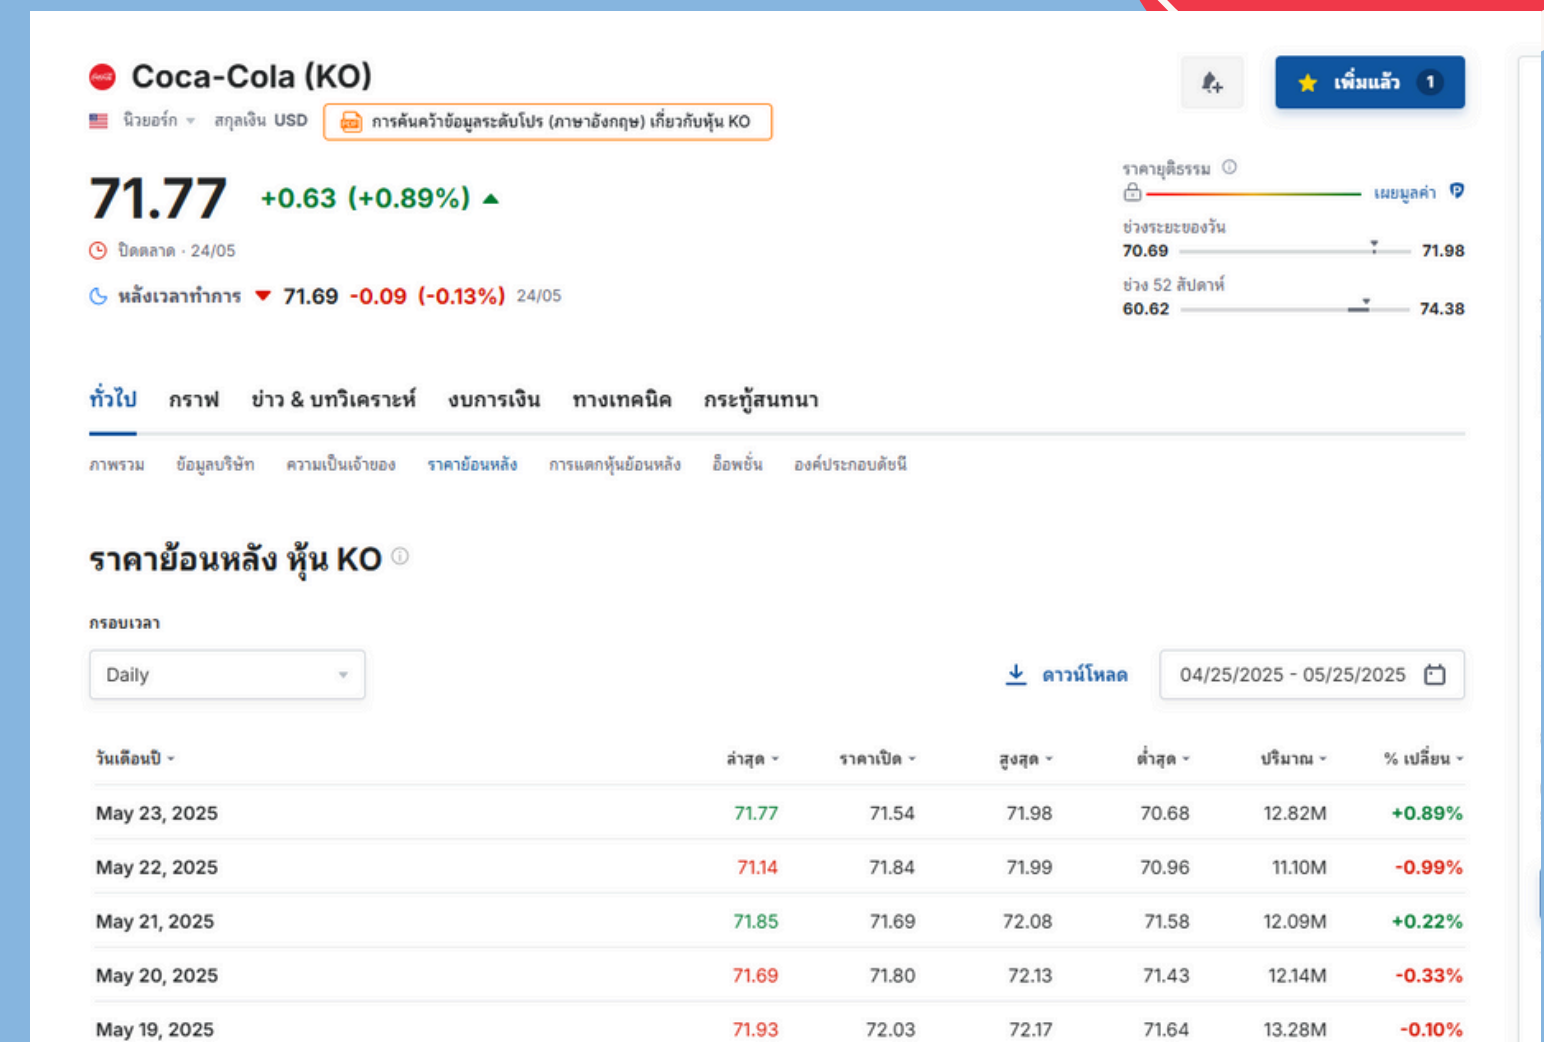 Coca-Cola (KO)
เพิ่มแล้ว 1
นิวยอร์ก สกุลเงิน USD การค้นคว้าข้อมูลระดับโปร (ภาษาอังกฤษ) เกี่ยวกับหุ้น KO
71.77 +0.63 (+0.89%)
ปิดตลาด · 24/05
หลังเวลาทำการ 71.69 -0.09 (-0.13%) 24/05
ราคายุติธรรม
เผยมูลค่า
ช่วงระยะของวัน
70.69 71.98
ช่วง 52 สัปดาห์
60.62 74.38
ทั่วไป กราฟ ข่าว & บทวิเคราะห์ งบการเงิน ทางเทคนิค กระทู้สนทนา
ภาพรวม ข้อมูลบริษัท ความเป็นเจ้าของ ราคาย้อนหลัง การแตกหุ้นย้อนหลัง อ็อพชั่น องค์ประกอบดัชนี
ราคาย้อนหลัง หุ้น KO
กรอบเวลา
Daily ดาวน์โหลด 04/25/2025 - 05/25/2025
วันเดือนปี ล่าสุด ราคาเปิด สูงสุด ต่ำสุด ปริมาณ % เปลี่ยน
May 23, 2025 71.77 71.54 71.98 70.68 12.82M +0.89%
May 22, 2025 71.14 71.84 71.99 70.96 11.10M -0.99%
May 21, 2025 71.85 71.69 72.08 71.58 12.09M +0.22%
May 20, 2025 71.69 71.80 72.13 71.43 12.14M -0.33%
May 19, 2025 71.93 72.03 72.17 71.64 13.28M -0.10%